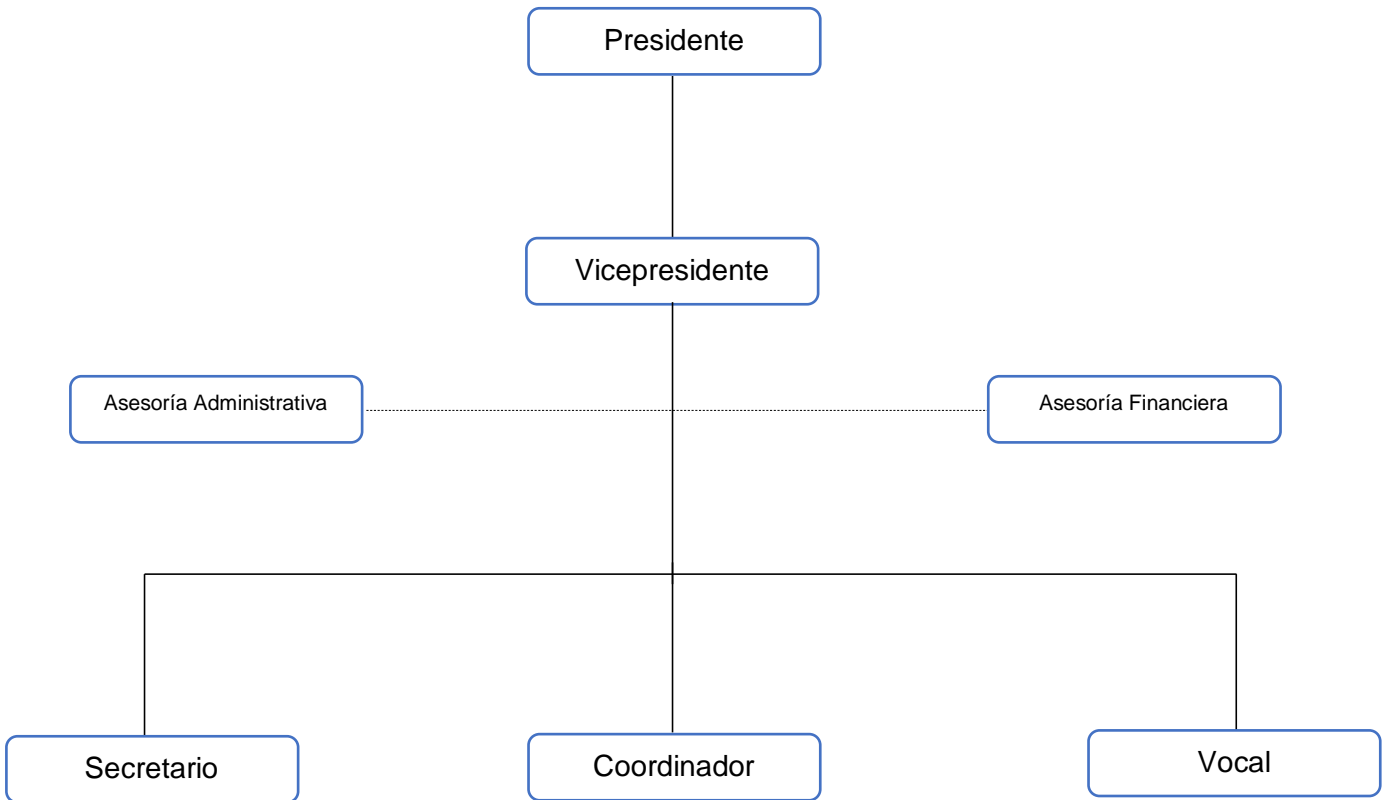 Presidente
Vicepresidente
Asesoría Administrativa
Asesoría Financiera
Secretario
Coordinador
Vocal